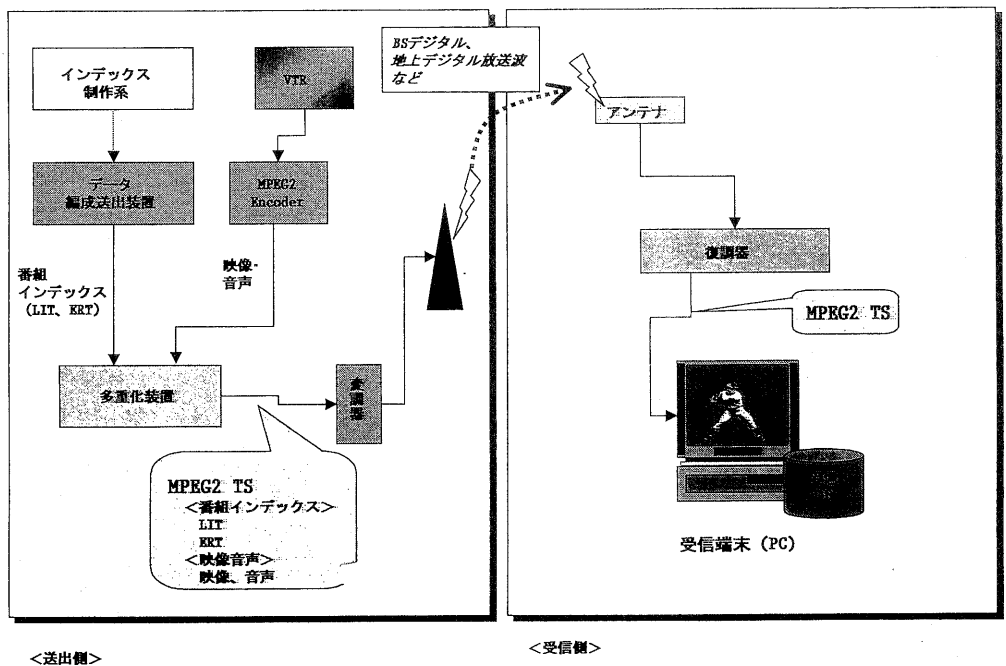 BSデジタル、
地上デジタル放送波
など
インデックス
制作系
VTR
アンテナ
データ
編成送出装置
MPEG2
Encoder
復調器
番組
インデックス
(LIT、ERT)
映像・
音声
MPEG2 TS
多重化装置
変調器
MPEG2 TS
<番組インデックス>
LIT
ERT
<映像音声>
映像、音声
受信端末 (PC)
<送出側>
<受信側>